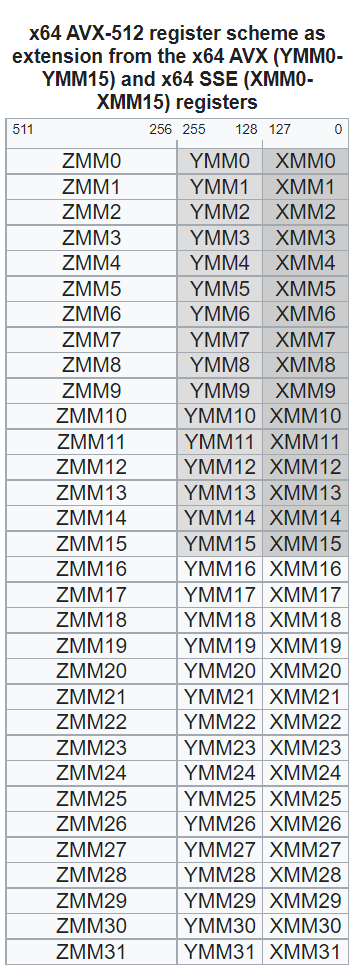 x64 AVX-512 register scheme as
extension from the x64 AVX (YMM0-
YMM15) and x64 SSE (XMM0-
XMM15) registers
511 256 255 128 127 0
ZMM0 YMM0 XMM0
ZMM1 YMM1 XMM1
ZMM2 YMM2 XMM2
ZMM3 YMM3 XMM3
ZMM4 YMM4 XMM4
ZMM5 YMM5 XMM5
ZMM6 YMM6 XMM6
ZMM7 YMM7 XMM7
ZMM8 YMM8 XMM8
ZMM9 YMM9 XMM9
ZMM10 YMM10 XMM10
ZMM11 YMM11 XMM11
ZMM12 YMM12 XMM12
ZMM13 YMM13 XMM13
ZMM14 YMM14 XMM14
ZMM15 YMM15 XMM15
ZMM16 YMM16 XMM16
ZMM17 YMM17 XMM17
ZMM18 YMM18 XMM18
ZMM19 YMM19 XMM19
ZMM20 YMM20 XMM20
ZMM21 YMM21 XMM21
ZMM22 YMM22 XMM22
ZMM23 YMM23 XMM23
ZMM24 YMM24 XMM24
ZMM25 YMM25 XMM25
ZMM26 YMM26 XMM26
ZMM27 YMM27 XMM27
ZMM28 YMM28 XMM28
ZMM29 YMM29 XMM29
ZMM30 YMM30 XMM30
ZMM31 YMM31 XMM31